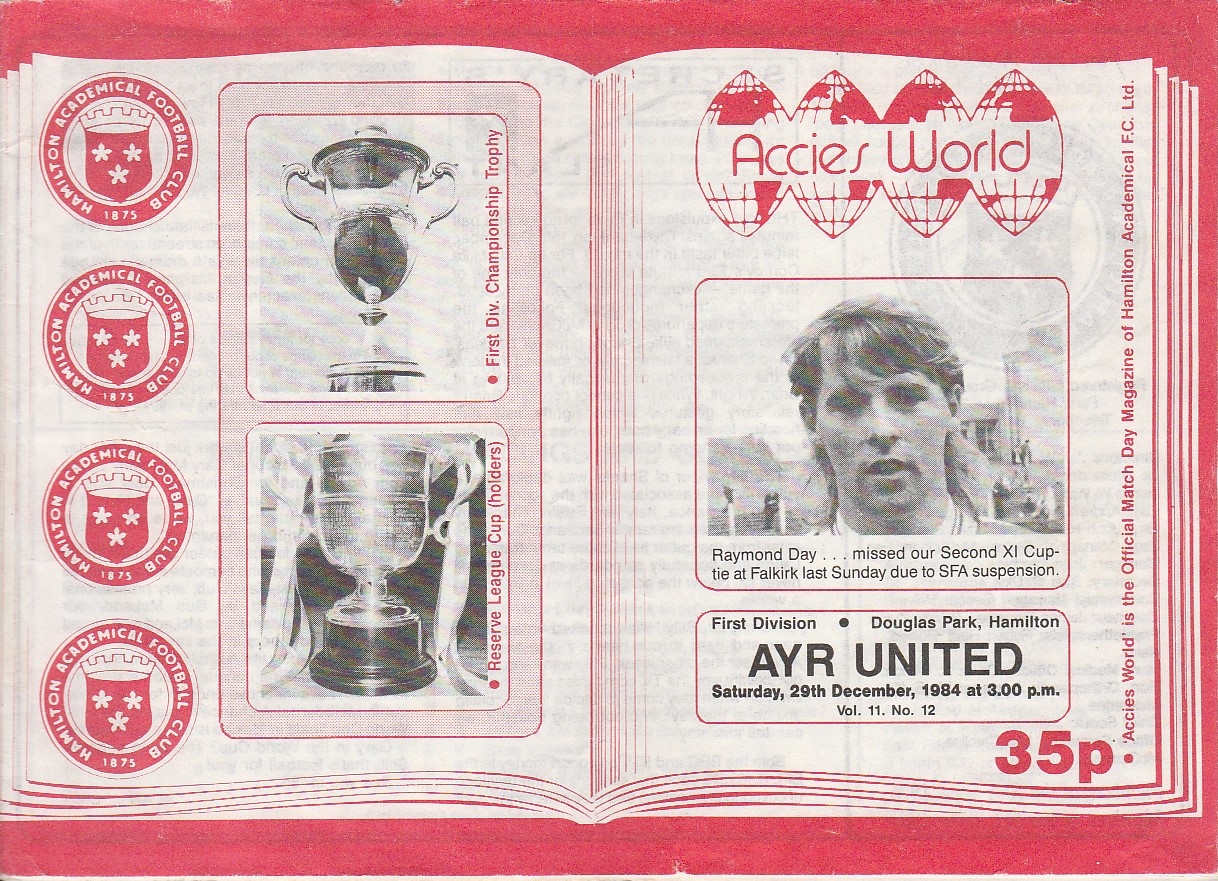 HAMILTON ACADEMICAL FOOTBALL CLUB
1875
HAMILTON ACADEMICAL FOOTBALL CLUB
1875
HAMILTON ACADEMICAL FOOTBALL CLUB
1875
HAMILTON ACADEMICAL FOOTBALL CLUB
1875
● First Div. Championship Trophy
● Reserve League Cup (holders)
Accies World
Raymond Day . . . missed our Second XI Cup-
tie at Falkirk last Sunday due to SFA suspension.
First Division ● Douglas Park, Hamilton
AYR UNITED
Saturday, 29th December, 1984 at 3.00 p.m.
Vol. 11. No. 12
35p
● 'Accies World' is the Official Match Day Magazine of Hamilton Academical F.C. Ltd.